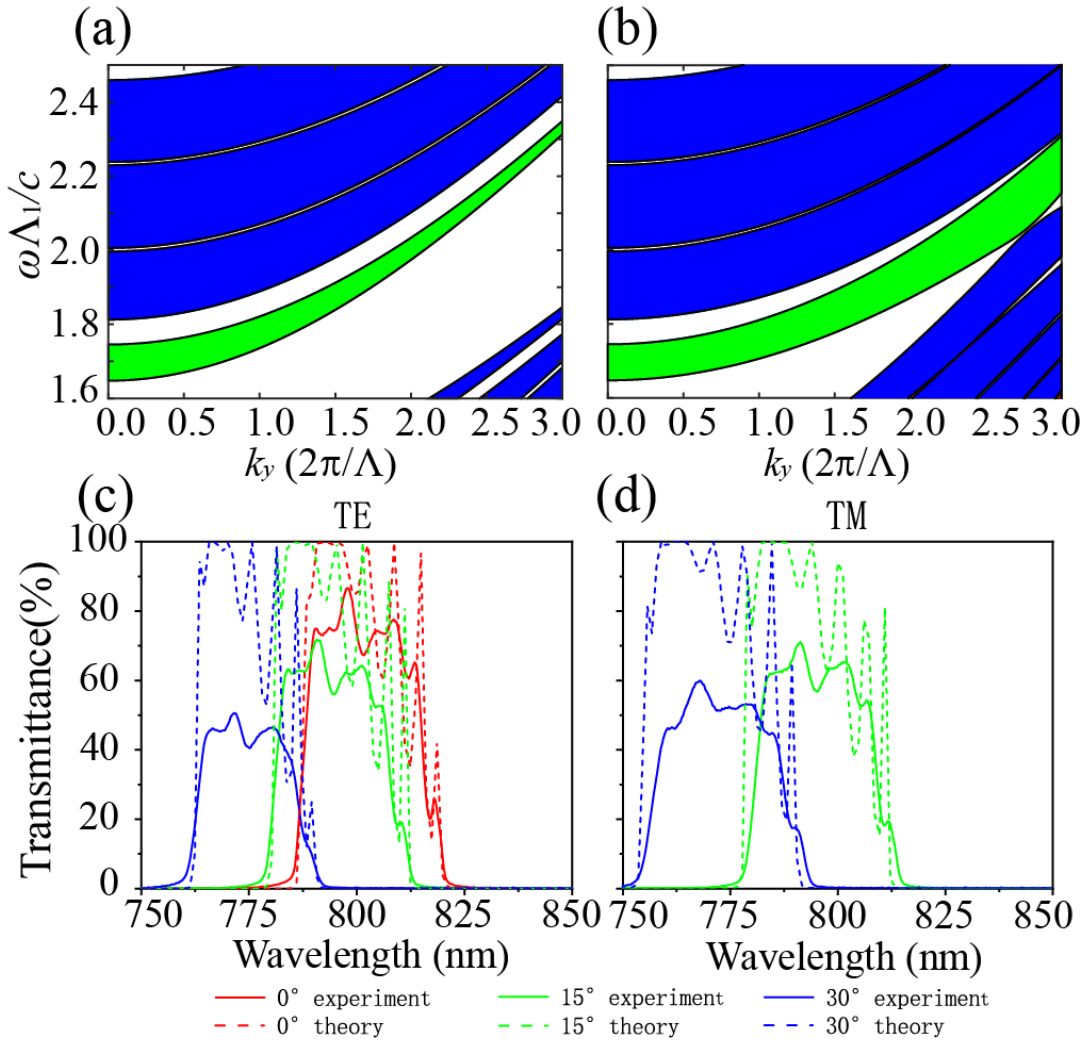 (a)
(b)
ωΛ₁/c
2.4
2.2
2.0
1.8
1.6
0.0 0.5 1.0 1.5 2.0 2.5 3.0
0.0 0.5 1.0 1.5 2.0 2.5 3.0
k_y (2π/Λ)
k_y (2π/Λ)
(c)
(d)
TE
TM
Transmittance(%)
100
80
60
40
20
0
750 775 800 825 850
750 775 800 825 850
Wavelength (nm)
Wavelength (nm)
0° experiment 15° experiment 30° experiment
0° theory 15° theory 30° theory